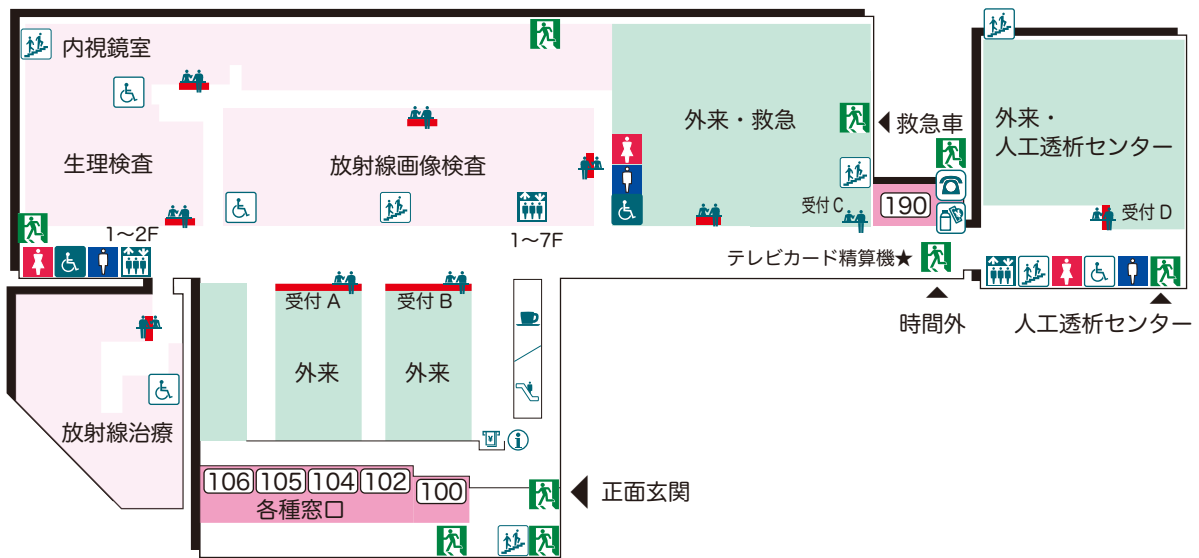 内視鏡室
生理検査
放射線画像検査
外来・救急
◀救急車
外来・
人工透析センター
受付C
190
受付D
1〜2F
1〜7F
テレビカード精算機★
受付A
受付B
時間外
人工透析センター
外来
外来
放射線治療
106
105
104
102
100
各種窓口
◀正面玄関